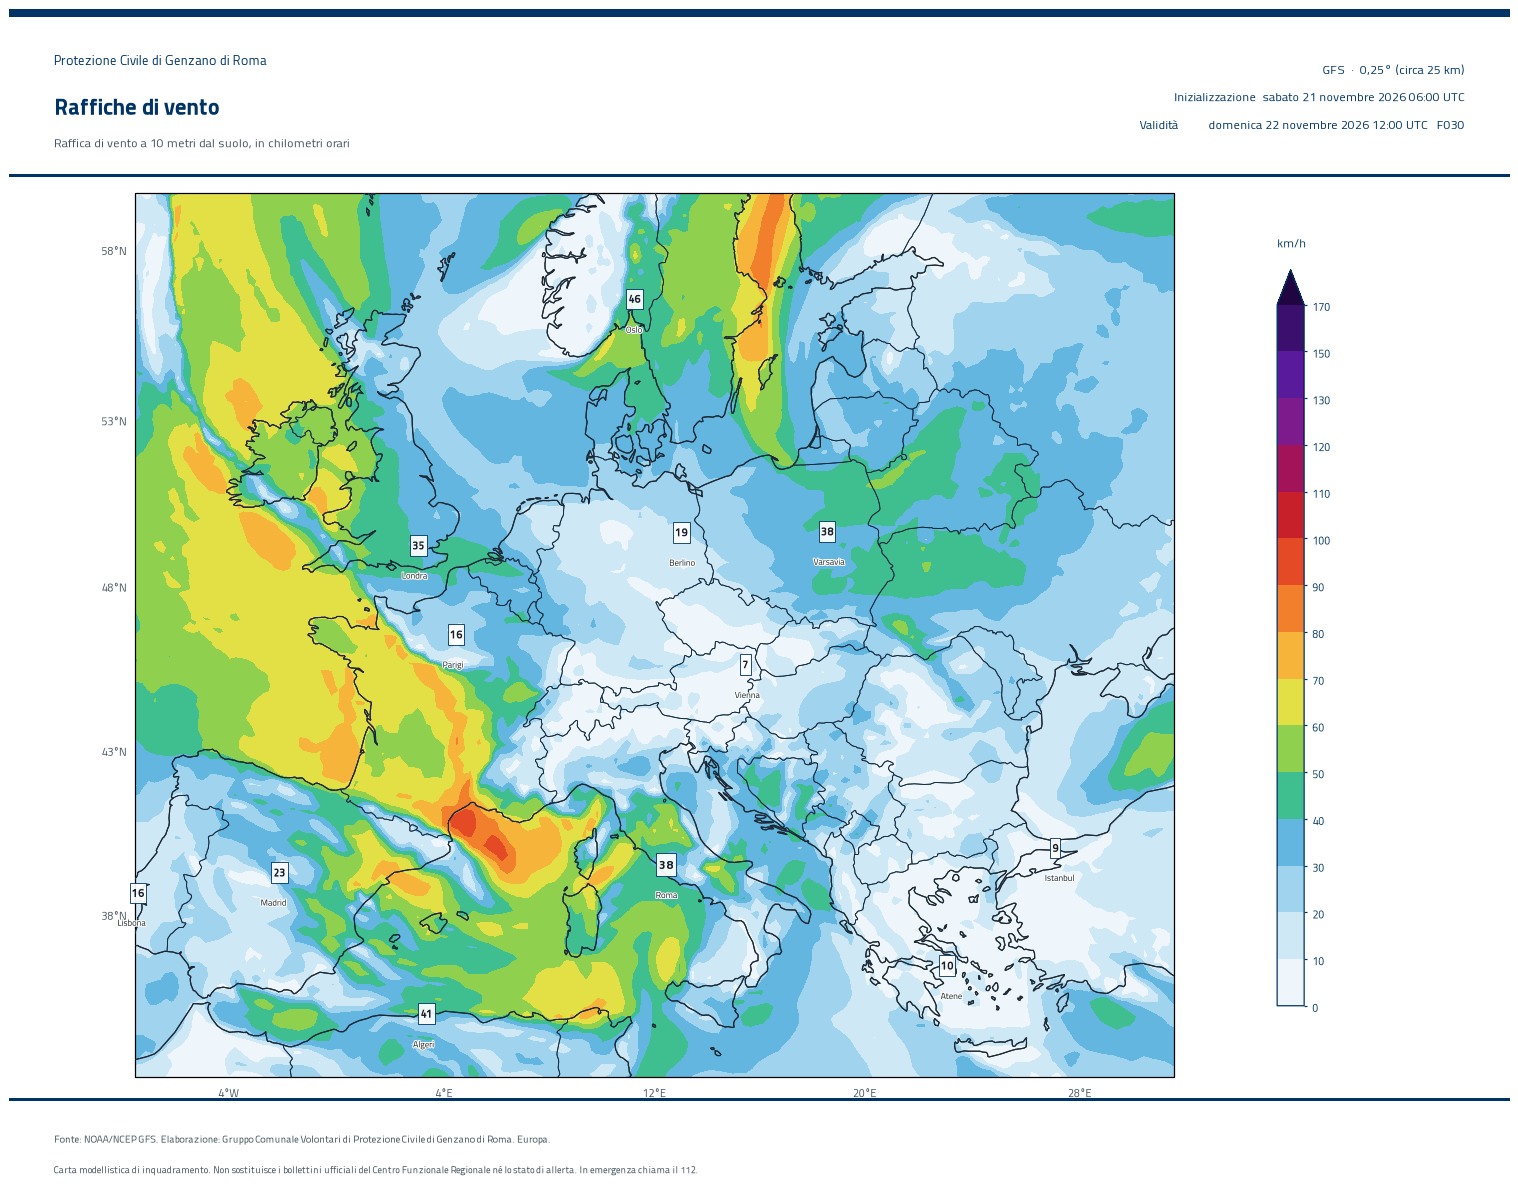 Protezione Civile di Genzano di Roma
Raffiche di vento
Raffica di vento a 10 metri dal suolo, in chilometri orari
GFS · 0,25° (circa 25 km)
Inizializzazione sabato 21 novembre 2026 06:00 UTC
Validità domenica 22 novembre 2026 12:00 UTC F030
58°N
53°N
48°N
43°N
38°N
4°W
4°E
12°E
20°E
28°E
46
Oslo
35
Londra
19
Berlino
38
Varsavia
16
Parigi
7
Vienna
23
Madrid
16
Lisbona
38
Roma
9
Istanbul
10
Atene
41
Algeri
km/h
170
150
130
120
110
100
90
80
70
60
50
40
30
20
10
0
Fonte: NOAA/NCEP GFS. Elaborazione: Gruppo Comunale Volontari di Protezione Civile di Genzano di Roma. Europa.
Carta modellistica di inquadramento. Non sostituisce i bollettini ufficiali del Centro Funzionale Regionale né lo stato di allerta. In emergenza chiama il 112.